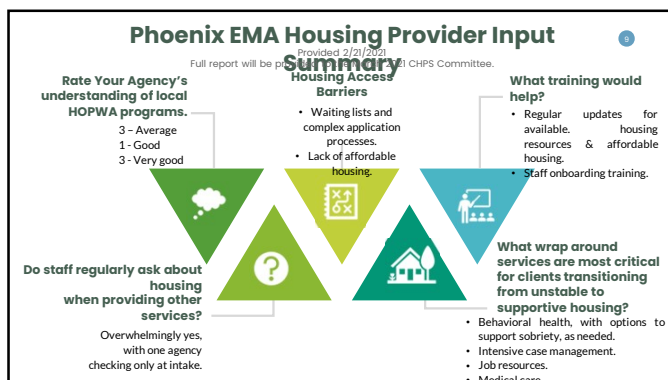 Phoenix EMA Housing Provider Input
Summary
9
Provided 2/21/2021
Full report will be provided to the 2021 CHPS Committee.
Rate Your Agency's
understanding of local
HOPWA programs.
3 – Average
1 - Good
3 - Very good
Housing Access
Barriers
• Waiting lists and
complex application
processes.
• Lack of affordable
housing.
What training would
help?
• Regular updates for
available. housing
resources & affordable
housing.
• Staff onboarding training.
Do staff regularly ask about
housing
when providing other
services?
Overwhelmingly yes,
with one agency
checking only at intake.
What wrap around
services are most critical
for clients transitioning
from unstable to
supportive housing?
• Behavioral health, with options to
support sobriety, as needed.
• Intensive case management.
• Job resources.
• Medical care